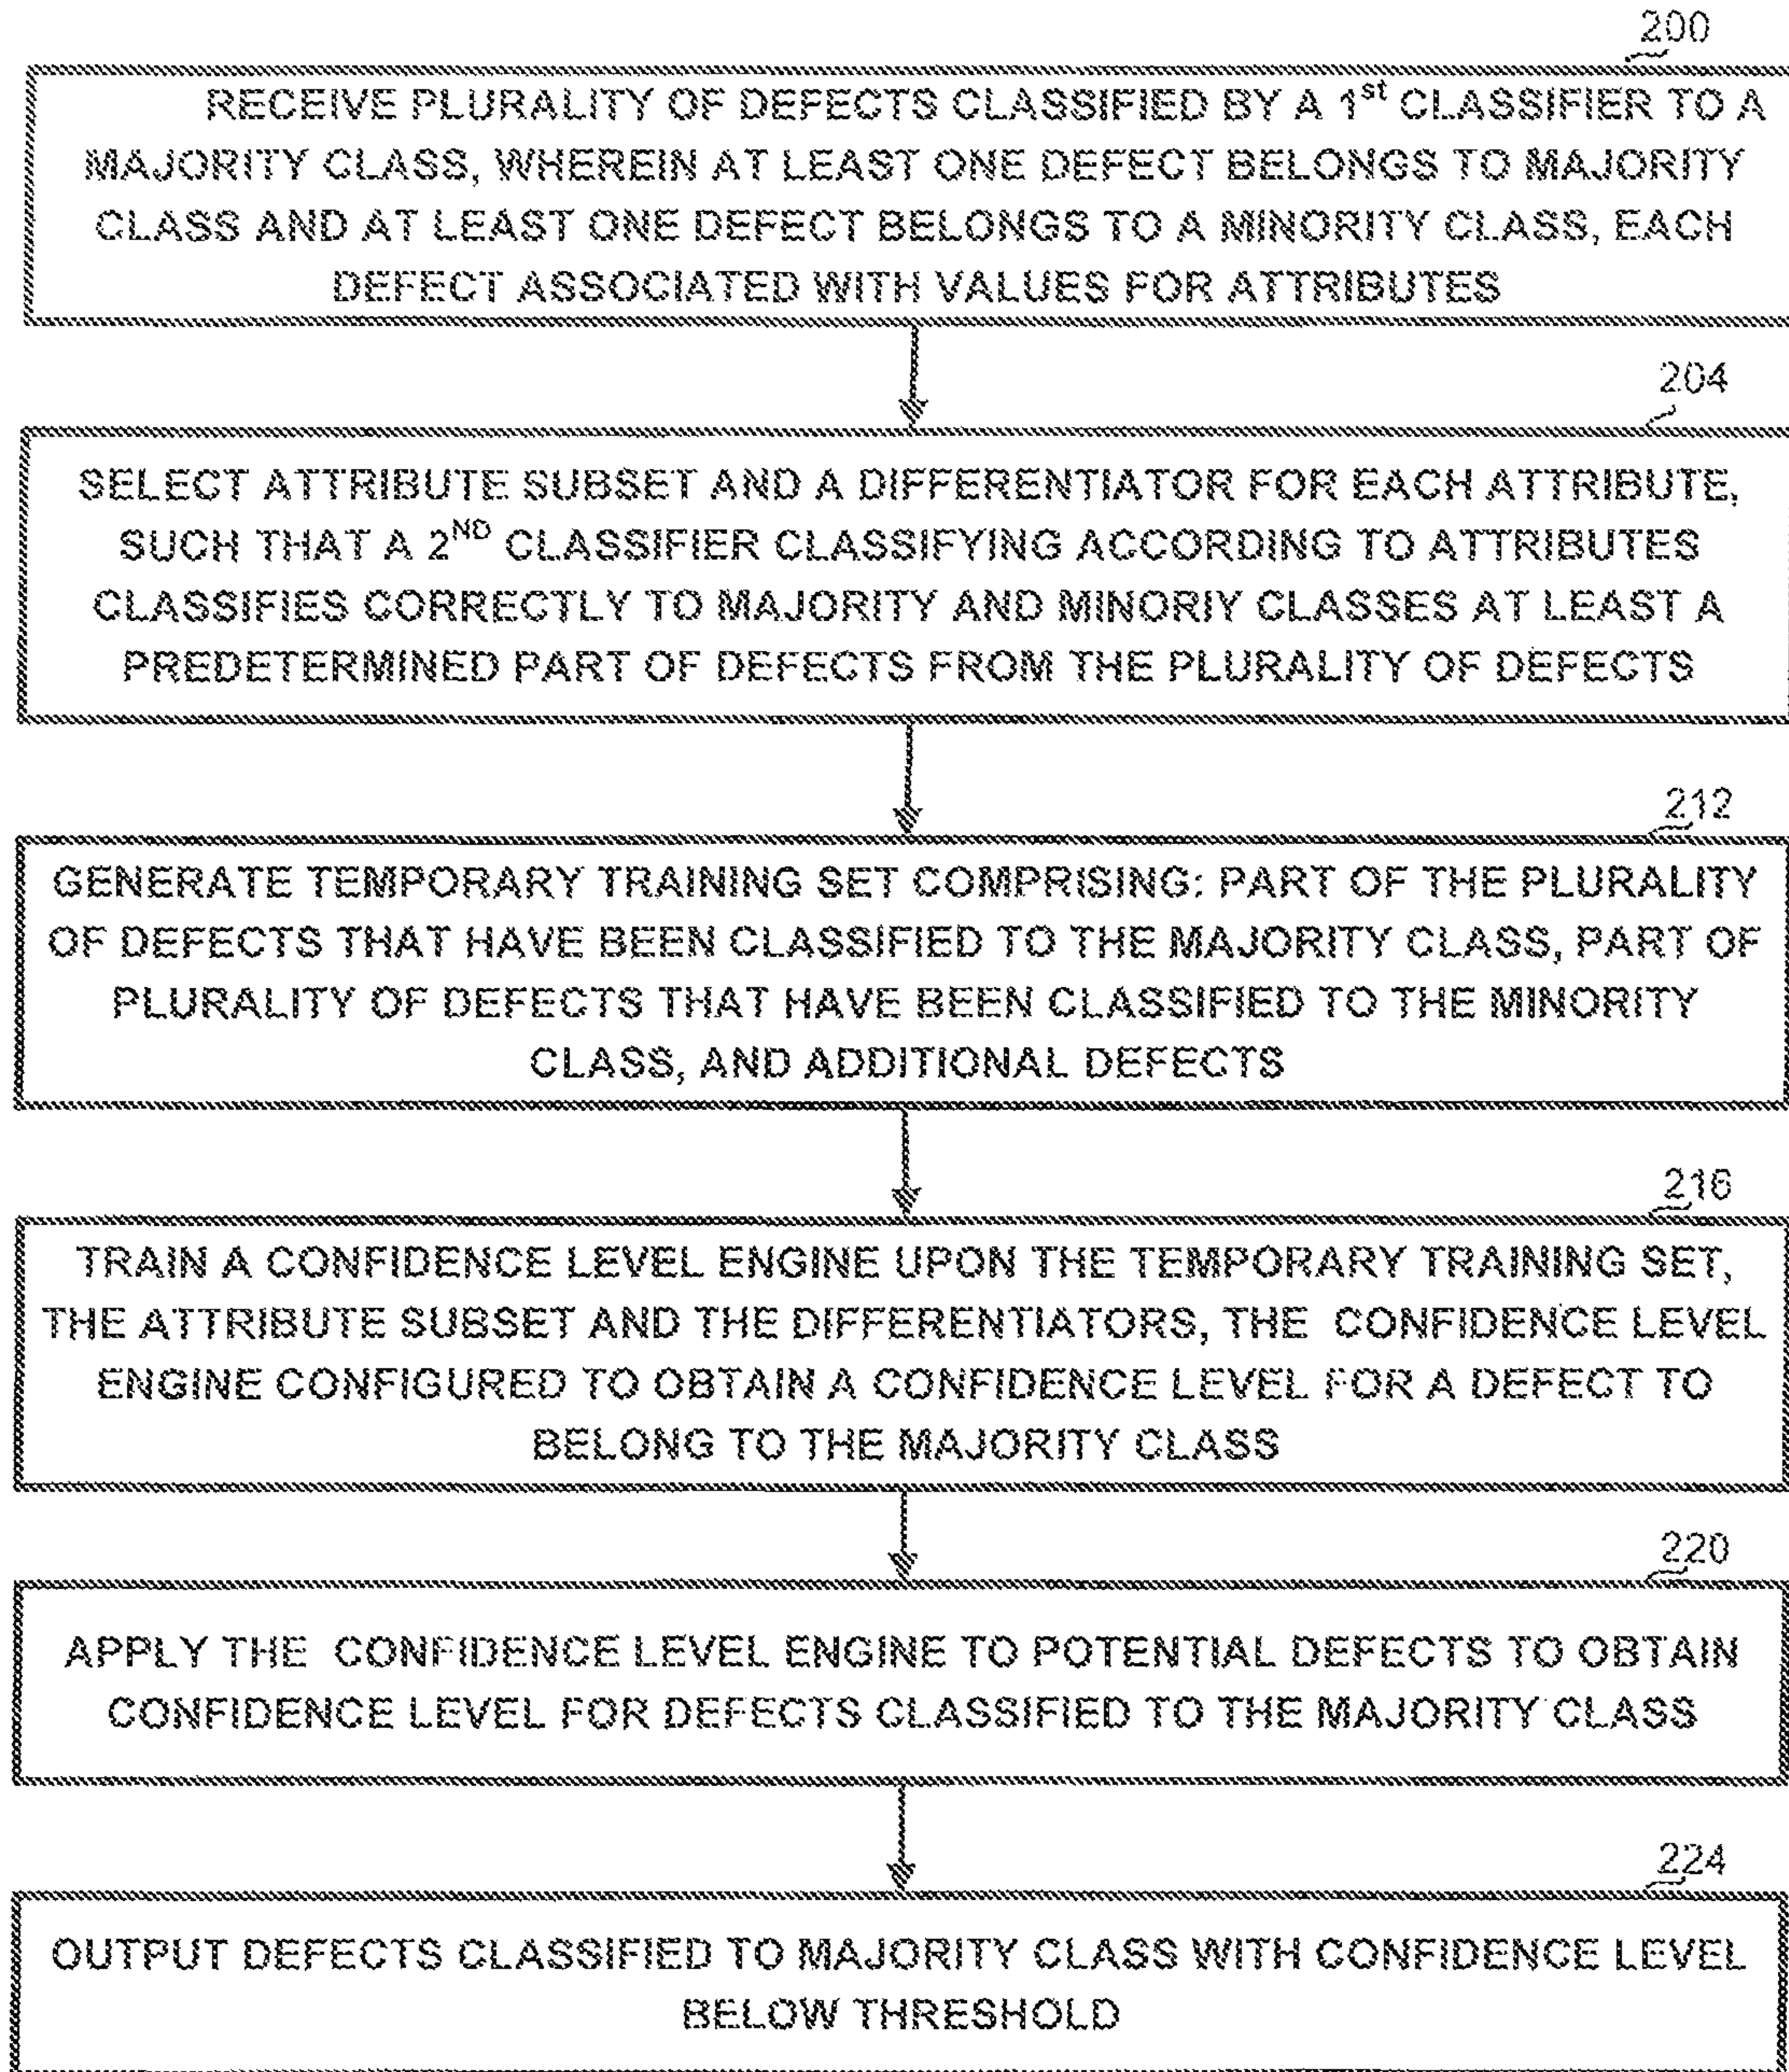 200
RECEIVE PLURALITY OF DEFECTS CLASSIFIED BY A 1st CLASSIFIER TO A
MAJORITY CLASS, WHEREIN AT LEAST ONE DEFECT BELONGS TO MAJORITY
CLASS AND AT LEAST ONE DEFECT BELONGS TO A MINORITY CLASS, EACH
DEFECT ASSOCIATED WITH VALUES FOR ATTRIBUTES
204
SELECT ATTRIBUTE SUBSET AND A DIFFERENTIATOR FOR EACH ATTRIBUTE,
SUCH THAT A 2ND CLASSIFIER CLASSIFYING ACCORDING TO ATTRIBUTES
CLASSIFIES CORRECTLY TO MAJORITY AND MINORIY CLASSES AT LEAST A
PREDETERMINED PART OF DEFECTS FROM THE PLURALITY OF DEFECTS
212
GENERATE TEMPORARY TRAINING SET COMPRISING: PART OF THE PLURALITY
OF DEFECTS THAT HAVE BEEN CLASSIFIED TO THE MAJORITY CLASS, PART OF
PLURALITY OF DEFECTS THAT HAVE BEEN CLASSIFIED TO THE MINORITY
CLASS, AND ADDITIONAL DEFECTS
216
TRAIN A CONFIDENCE LEVEL ENGINE UPON THE TEMPORARY TRAINING SET,
THE ATTRIBUTE SUBSET AND THE DIFFERENTIATORS, THE CONFIDENCE LEVEL
ENGINE CONFIGURED TO OBTAIN A CONFIDENCE LEVEL FOR A DEFECT TO
BELONG TO THE MAJORITY CLASS
220
APPLY THE CONFIDENCE LEVEL ENGINE TO POTENTIAL DEFECTS TO OBTAIN
CONFIDENCE LEVEL FOR DEFECTS CLASSIFIED TO THE MAJORITY CLASS
224
OUTPUT DEFECTS CLASSIFIED TO MAJORITY CLASS WITH CONFIDENCE LEVEL
BELOW THRESHOLD